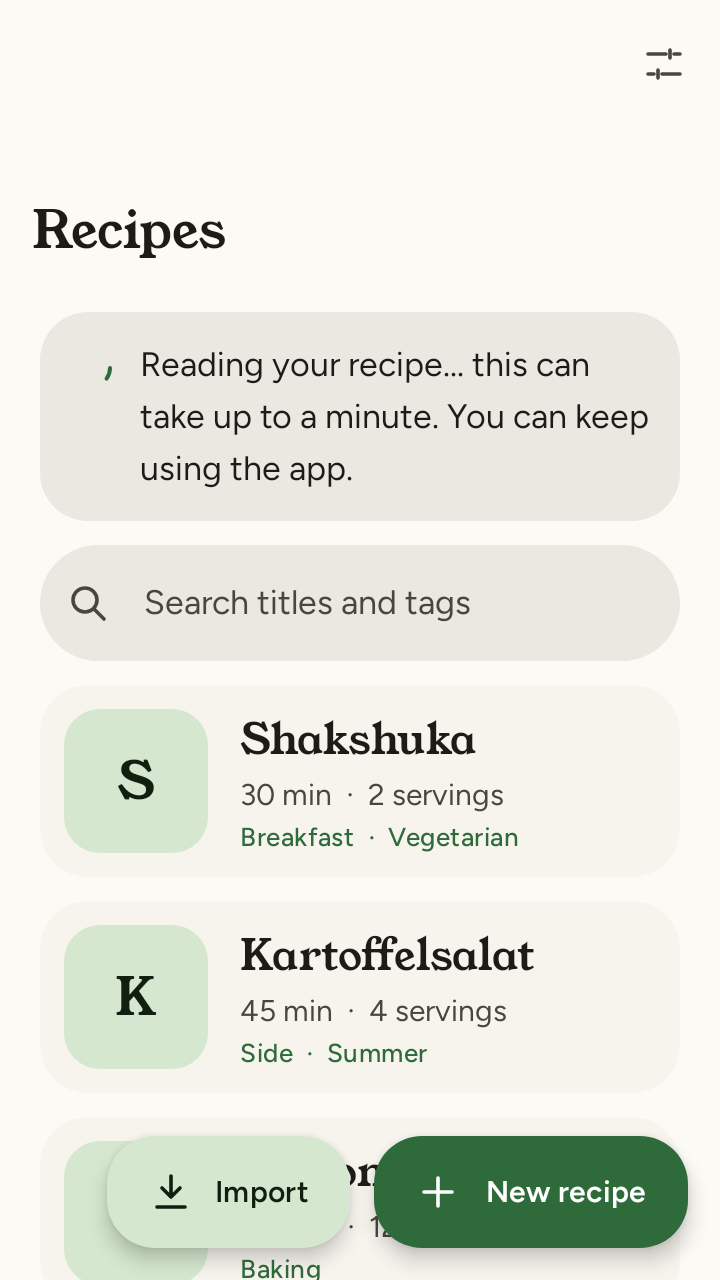 Recipes
Reading your recipe... this can
take up to a minute. You can keep
using the app.
Search titles and tags
S
Shakshuka
30 min · 2 servings
Breakfast · Vegetarian
K
Kartoffelsalat
45 min · 4 servings
Side · Summer
Import
New recipe
Baking